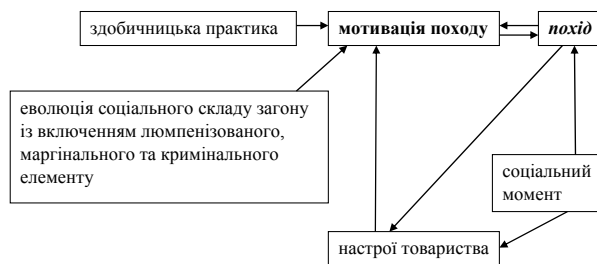 здобичницька практика
мотивація походу
похід
еволюція соціального складу загону
із включенням люмпенізованого,
маргінального та кримінального
елементу
соціальний
момент
настрої товариства